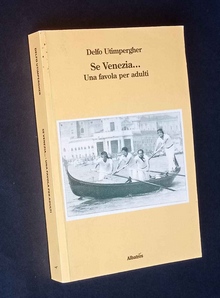 Delfo Utimpergher
Se Venezia...
Una favola per adulti
Albatros